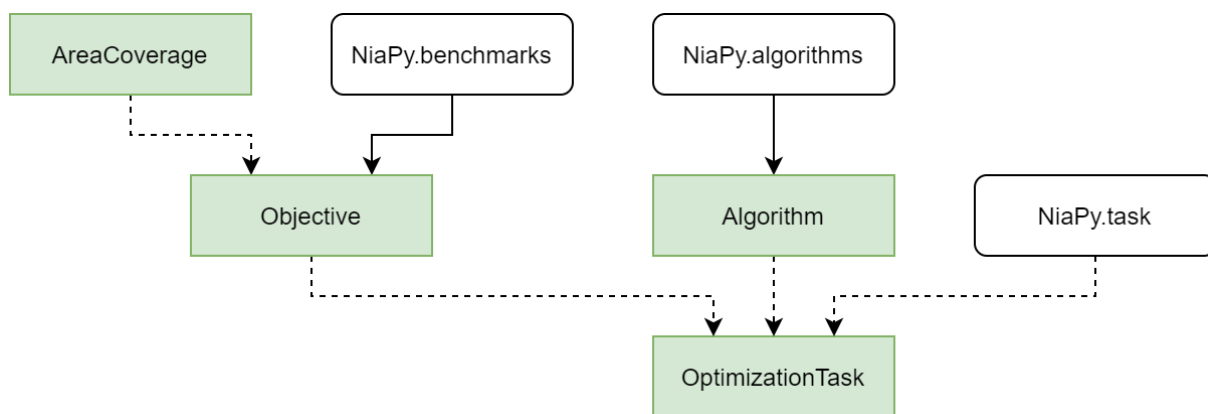 AreaCoverage
NiaPy.benchmarks
NiaPy.algorithms
Objective
Algorithm
NiaPy.task
OptimizationTask